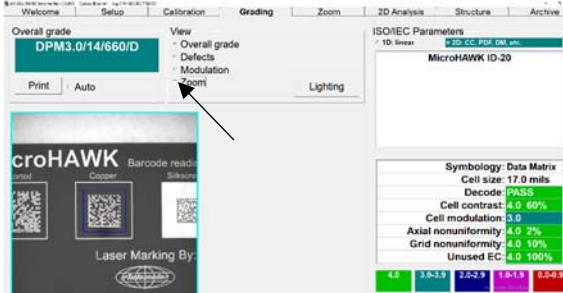 Welcome Setup Calibration Grading Zoom 2D Analysis Structure Archive
Overall grade
DPM3.0/14/660/D
Print Auto
View
Overall grade
Defects
Modulation
Zoom
Lighting
ISO/IEC Parameters
1D: linear 2D: CC, PDF, DM, etc.
MicroHAWK ID-20
croHAWK Barcode readi
orted Copper Silkscre
Laser Marking By:
Symbology: Data Matrix
Cell size: 17.0 mils
Decode: PASS
Cell contrast: 4.0 60%
Cell modulation: 3.0
Axial nonuniformity: 4.0 2%
Grid nonuniformity: 4.0 10%
Unused EC: 4.0 100%
4.0 3.0-3.9 2.0-2.9 1.0-1.9 0.0-0.9